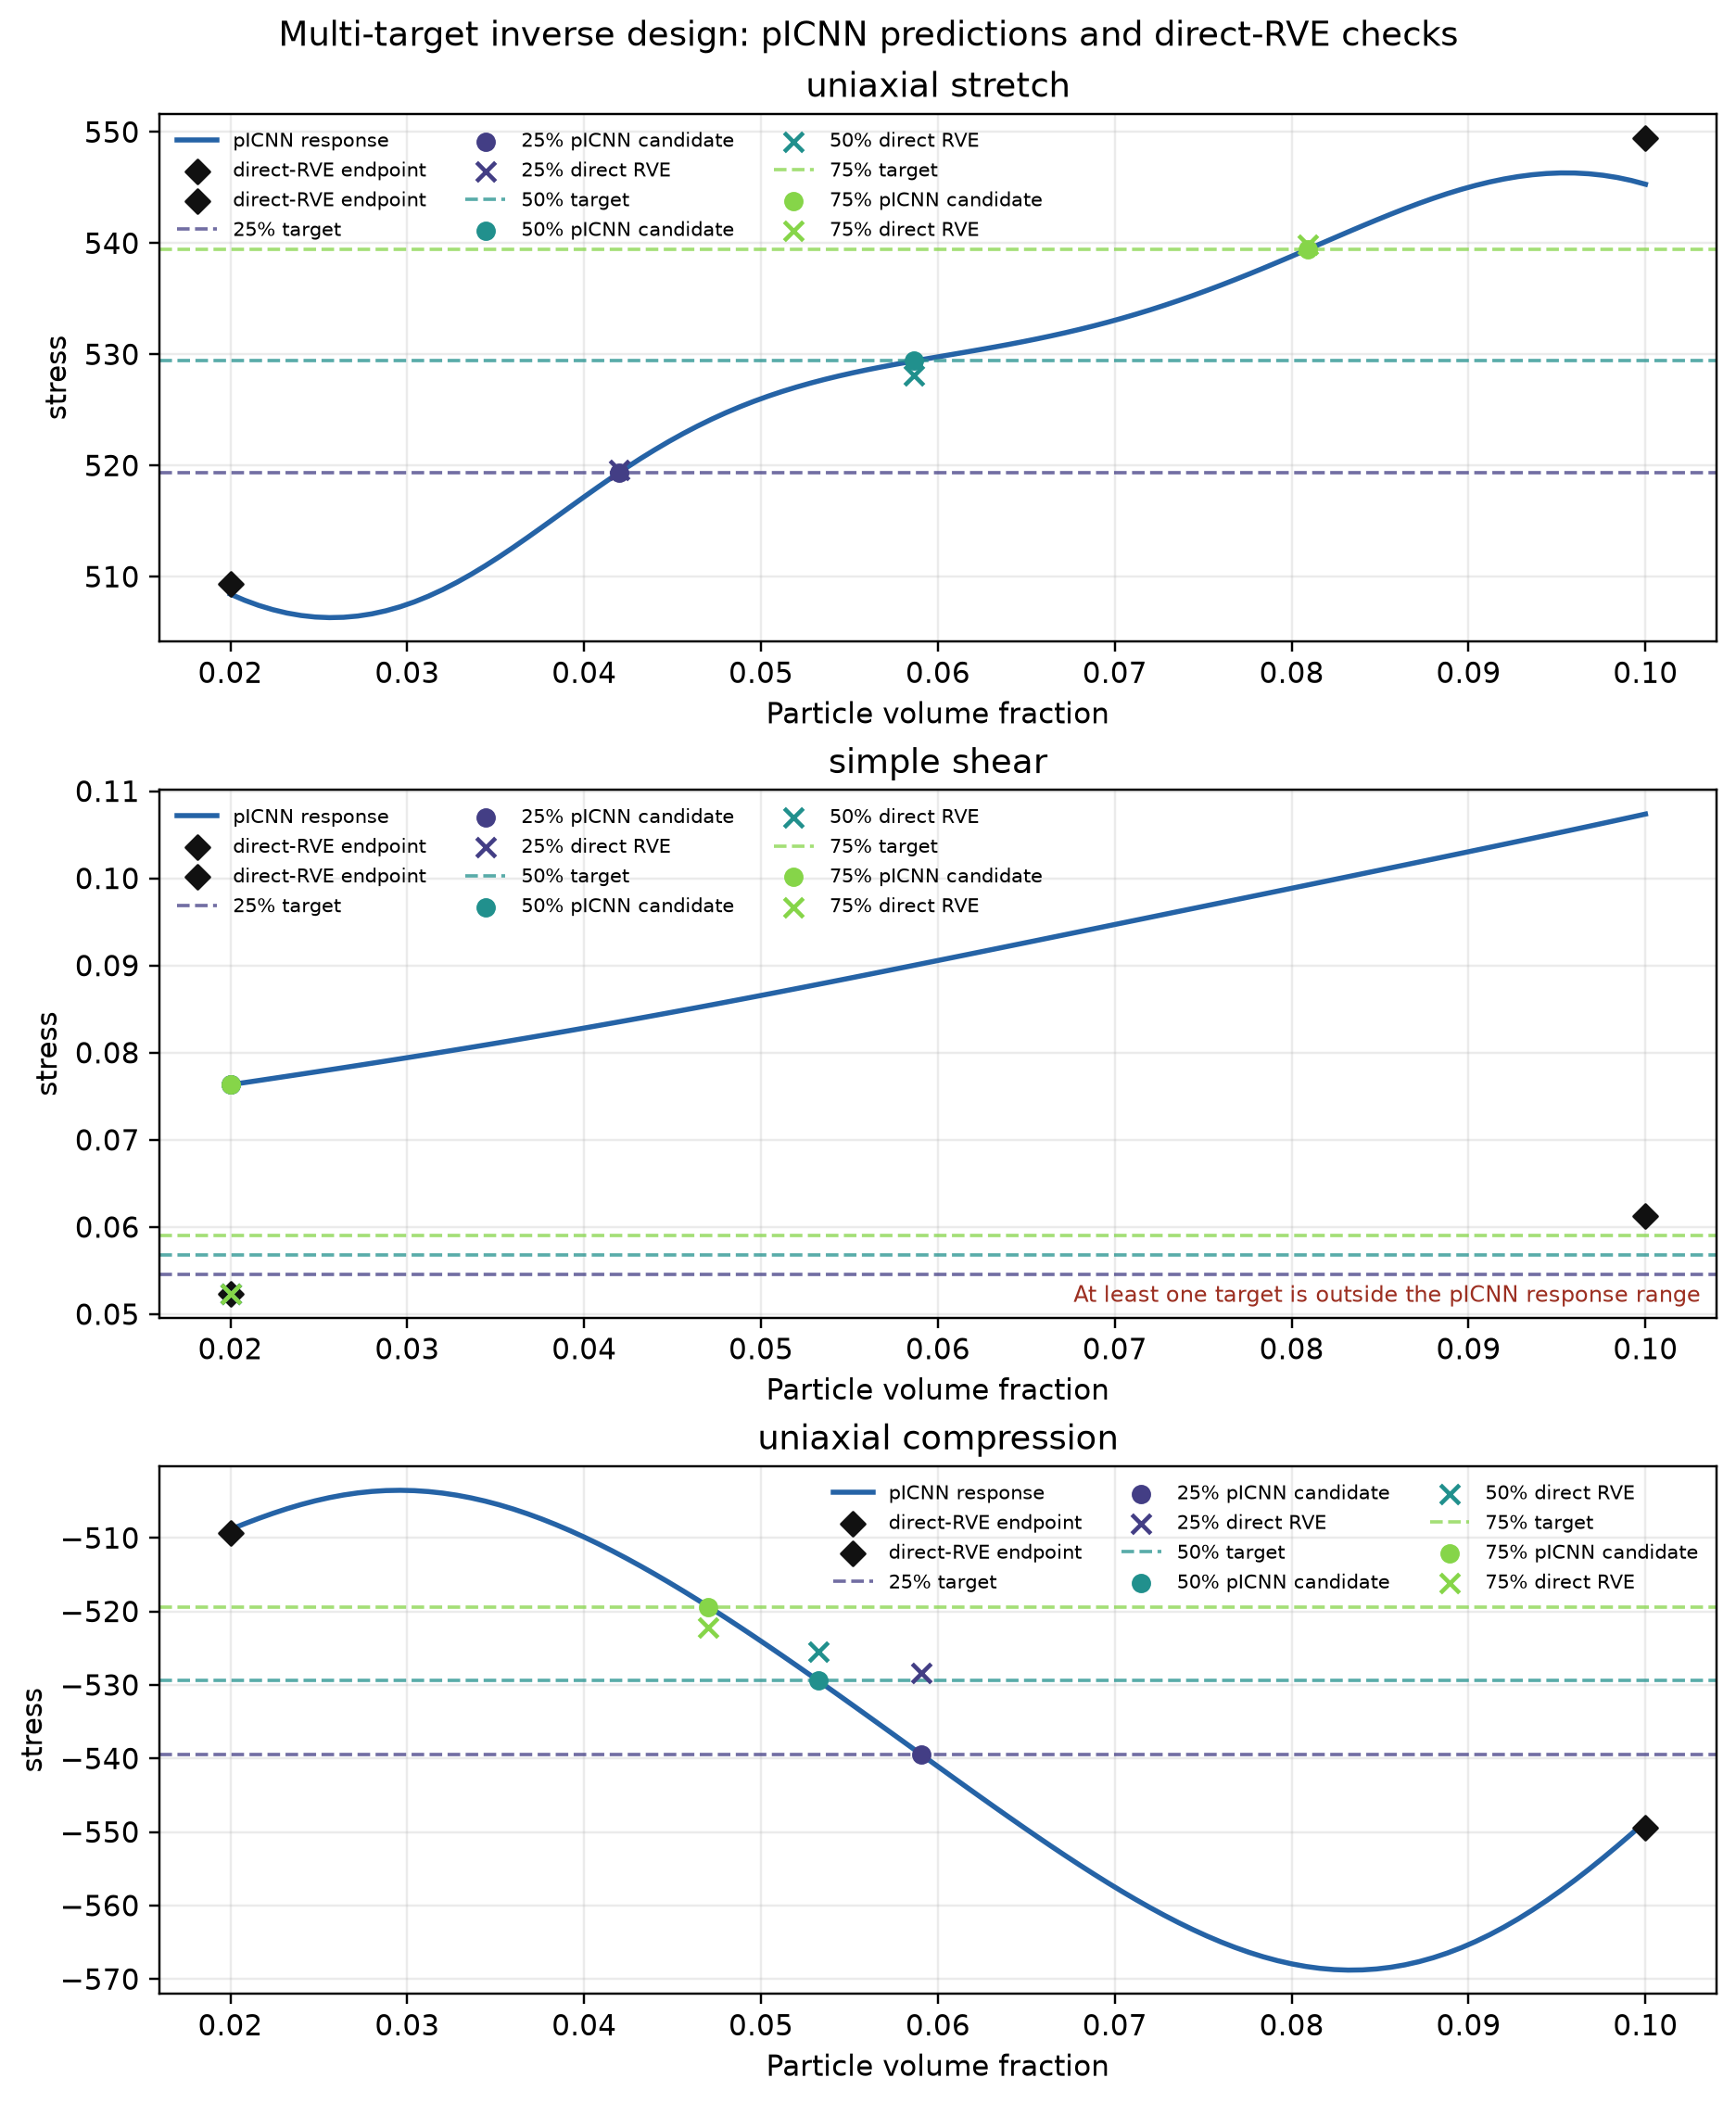 Multi-target inverse design: pICNN predictions and direct-RVE checks
uniaxial stretch
550
540
530
520
510
stress
pICNN response
direct-RVE endpoint
direct-RVE endpoint
25% target
25% pICNN candidate
25% direct RVE
50% target
50% pICNN candidate
50% direct RVE
75% target
75% pICNN candidate
75% direct RVE
0.02 0.03 0.04 0.05 0.06 0.07 0.08 0.09 0.10
Particle volume fraction
simple shear
0.11
0.10
0.09
0.08
0.07
0.06
0.05
stress
pICNN response
direct-RVE endpoint
direct-RVE endpoint
25% target
25% pICNN candidate
25% direct RVE
50% target
50% pICNN candidate
50% direct RVE
75% target
75% pICNN candidate
75% direct RVE
At least one target is outside the pICNN response range
0.02 0.03 0.04 0.05 0.06 0.07 0.08 0.09 0.10
Particle volume fraction
uniaxial compression
−510
−520
−530
−540
−550
−560
−570
stress
pICNN response
direct-RVE endpoint
direct-RVE endpoint
25% target
25% pICNN candidate
25% direct RVE
50% target
50% pICNN candidate
50% direct RVE
75% target
75% pICNN candidate
75% direct RVE
0.02 0.03 0.04 0.05 0.06 0.07 0.08 0.09 0.10
Particle volume fraction